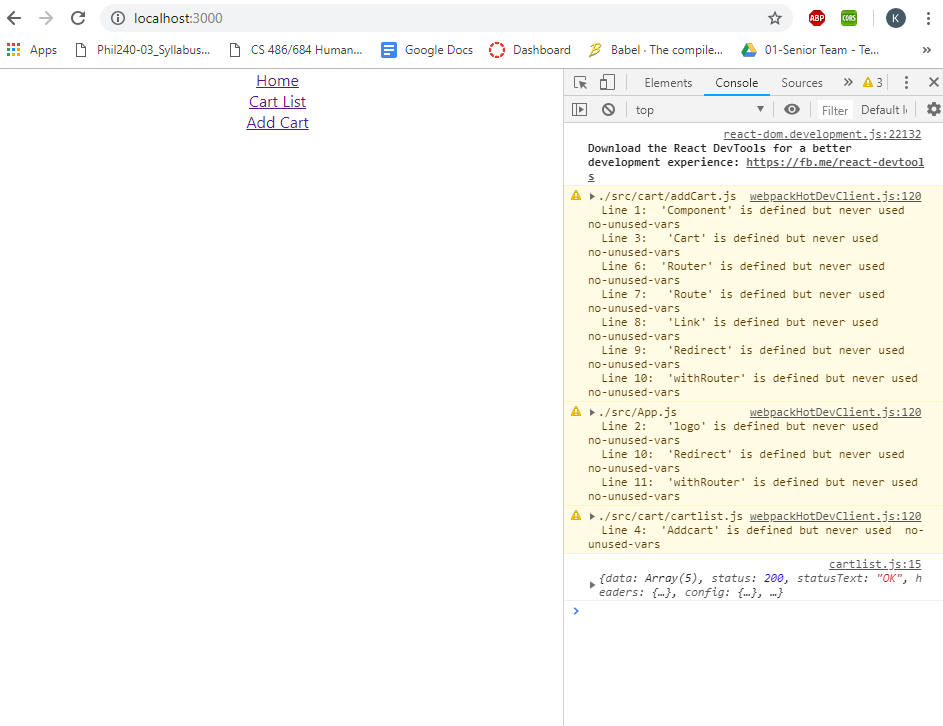 localhost:3000
ABP
CORS
K
Apps
Phil240-03_Syllabus...
CS 486/684 Human...
Google Docs
Dashboard
Babel · The compile...
01-Senior Team - Te...
»
Home
Cart List
Add Cart
Elements
Console
Sources
»
3
top
Filter
Default l
react-dom.development.js:22132
Download the React DevTools for a better
development experience: https://fb.me/react-devtool
s
./src/cart/addCart.js webpackHotDevClient.js:120
Line 1:  'Component' is defined but never used
no-unused-vars
Line 3:   'Cart' is defined but never used
no-unused-vars
Line 6:  'Router' is defined but never used
no-unused-vars
Line 7:   'Route' is defined but never used
no-unused-vars
Line 8:   'Link' is defined but never used
no-unused-vars
Line 9:   'Redirect' is defined but never used
no-unused-vars
Line 10:  'withRouter' is defined but never used
no-unused-vars
./src/App.js webpackHotDevClient.js:120
Line 2:   'logo' is defined but never used
no-unused-vars
Line 10:  'Redirect' is defined but never used
no-unused-vars
Line 11:  'withRouter' is defined but never used
no-unused-vars
./src/cart/cartlist.js webpackHotDevClient.js:120
Line 4:  'Addcart' is defined but never used  no-
unused-vars
cartlist.js:15
{data: Array(5), status: 200, statusText: "OK", h
eaders: {…}, config: {…}, …}